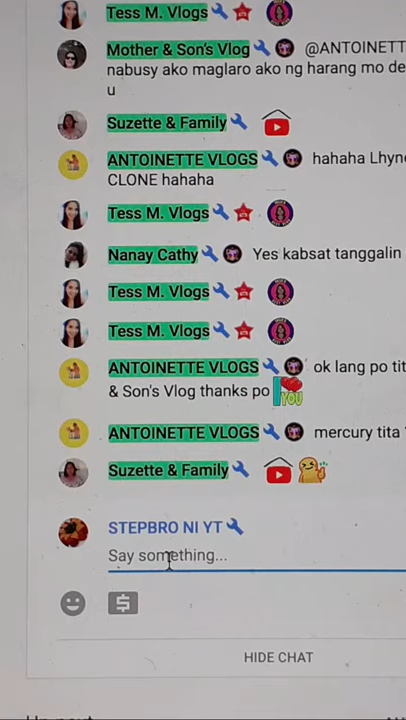 Tess M. Vlogs
Mother & Son's Vlog @ANTOINETT
nabusy ako maglaro ako ng harang mo de
u
Suzette & Family
ANTOINETTE VLOGS hahaha Lhyn
CLONE hahaha
Tess M. Vlogs
Nanay Cathy Yes kabsat tanggalin
Tess M. Vlogs
Tess M. Vlogs
ANTOINETTE VLOGS ok lang po tit
& Son's Vlog thanks po YOU
ANTOINETTE VLOGS mercury tita
Suzette & Family
STEPBRO NI YT
Say something...
HIDE CHAT